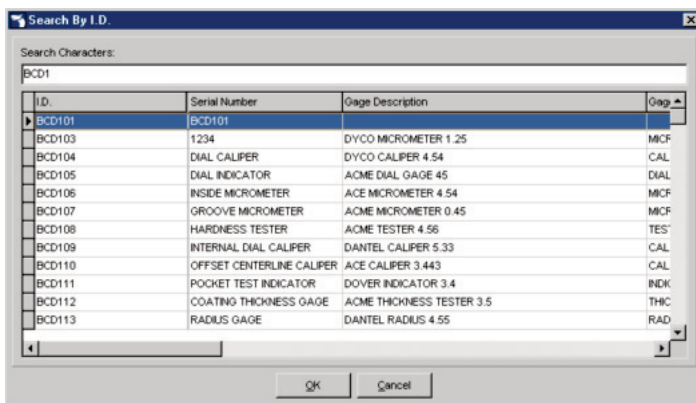 Search By I.D.
Search Characters:
BCD1
I.D. Serial Number Gage Description Gag
BCD101 BCD101
BCD103 1234 DYCO MICROMETER 1.25 MICR
BCD104 DIAL CALIPER DYCO CALIPER 4.54 CAL
BCD105 DIAL INDICATOR ACME DIAL GAGE 45 DIAL
BCD106 INSIDE MICROMETER ACE MICROMETER 4.54 MICR
BCD107 GROOVE MICROMETER ACME MICROMETER 0.45 MICR
BCD108 HARDNESS TESTER ACME TESTER 4.56 TEST
BCD109 INTERNAL DIAL CALIPER DANTEL CALIPER 5.33 CAL
BCD110 OFFSET CENTERLINE CALIPER ACE CALIPER 3.443 CAL
BCD111 POCKET TEST INDICATOR DOVER INDICATOR 3.4 INDIC
BCD112 COATING THICKNESS GAGE ACME THICKNESS TESTER 3.5 THIC
BCD113 RADIUS GAGE DANTEL RADIUS 4.55 RAD
OK Cancel